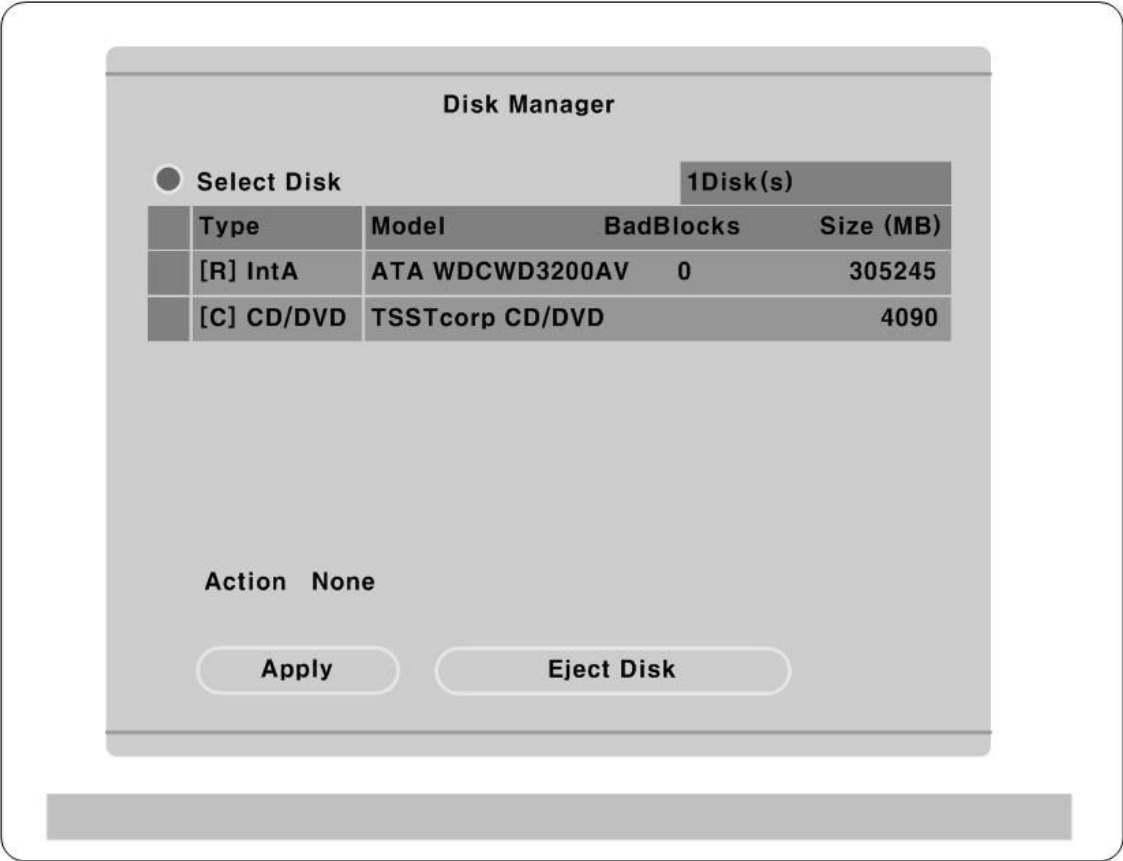 Disk Manager
Select Disk 1Disk(s)
Type Model BadBlocks Size (MB)
[R] IntA ATA WDCWD3200AV 0 305245
[C] CD/DVD TSSTcorp CD/DVD 4090
Action None
Apply Eject Disk